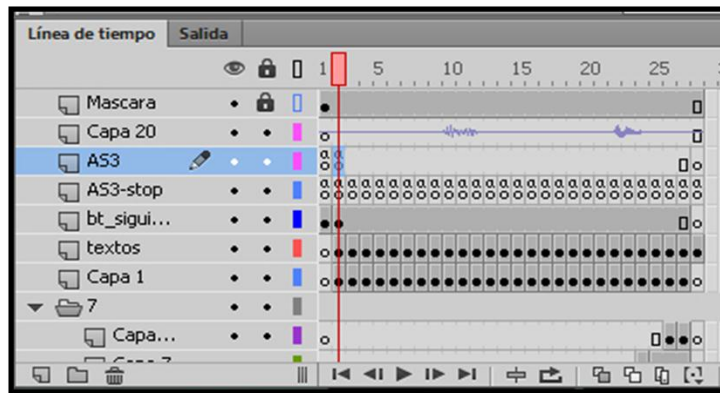 Línea de tiempo Salida
1 5 10 15 20 25
Mascara
Capa 20
AS3
AS3-stop
bt_sigui...
textos
Capa 1
7
Capa...